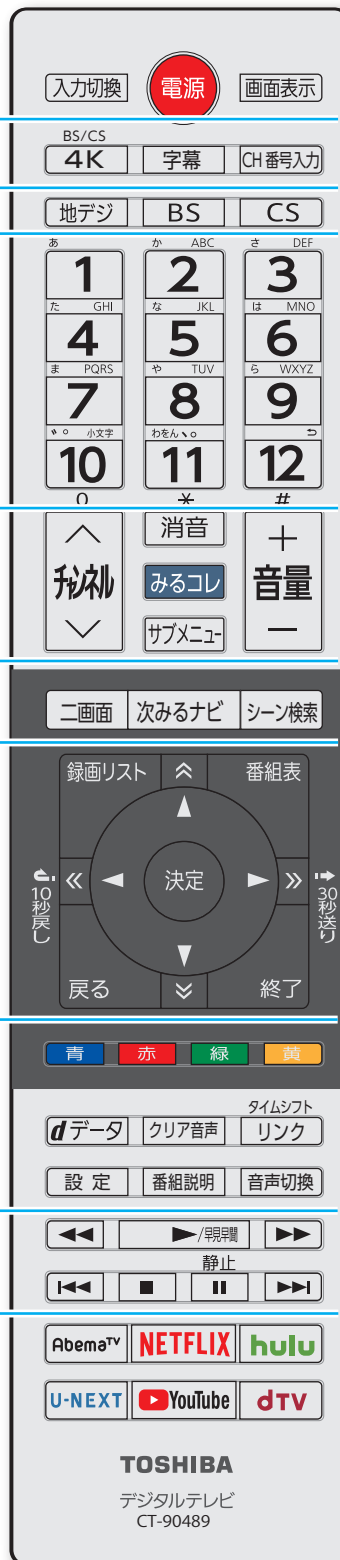 入力切換 電源 画面表示
BS/CS
4K 字幕 CH番号入力
地デジ BS CS
あ か ABC さ DEF
1 2 3
た GHI な JKL は MNO
4 5 6
ま PQRS や TUV ら WXYZ
7 8 9
゛゜ 小文字 わをん、。
10 11 12
0 * #
消音
チャンネル みるコレ + 音量 −
サブメニュー
二画面 次みるナビ シーン検索
録画リスト 番組表
10秒戻し 決定 30秒送り
戻る 終了
青 赤 緑 黄
タイムシフト
dデータ クリア音声 リンク
設定 番組説明 音声切換
/早見早聞
静止
AbemaTV NETFLIX hulu
U-NEXT YouTube dTV
TOSHIBA
デジタルテレビ
CT-90489